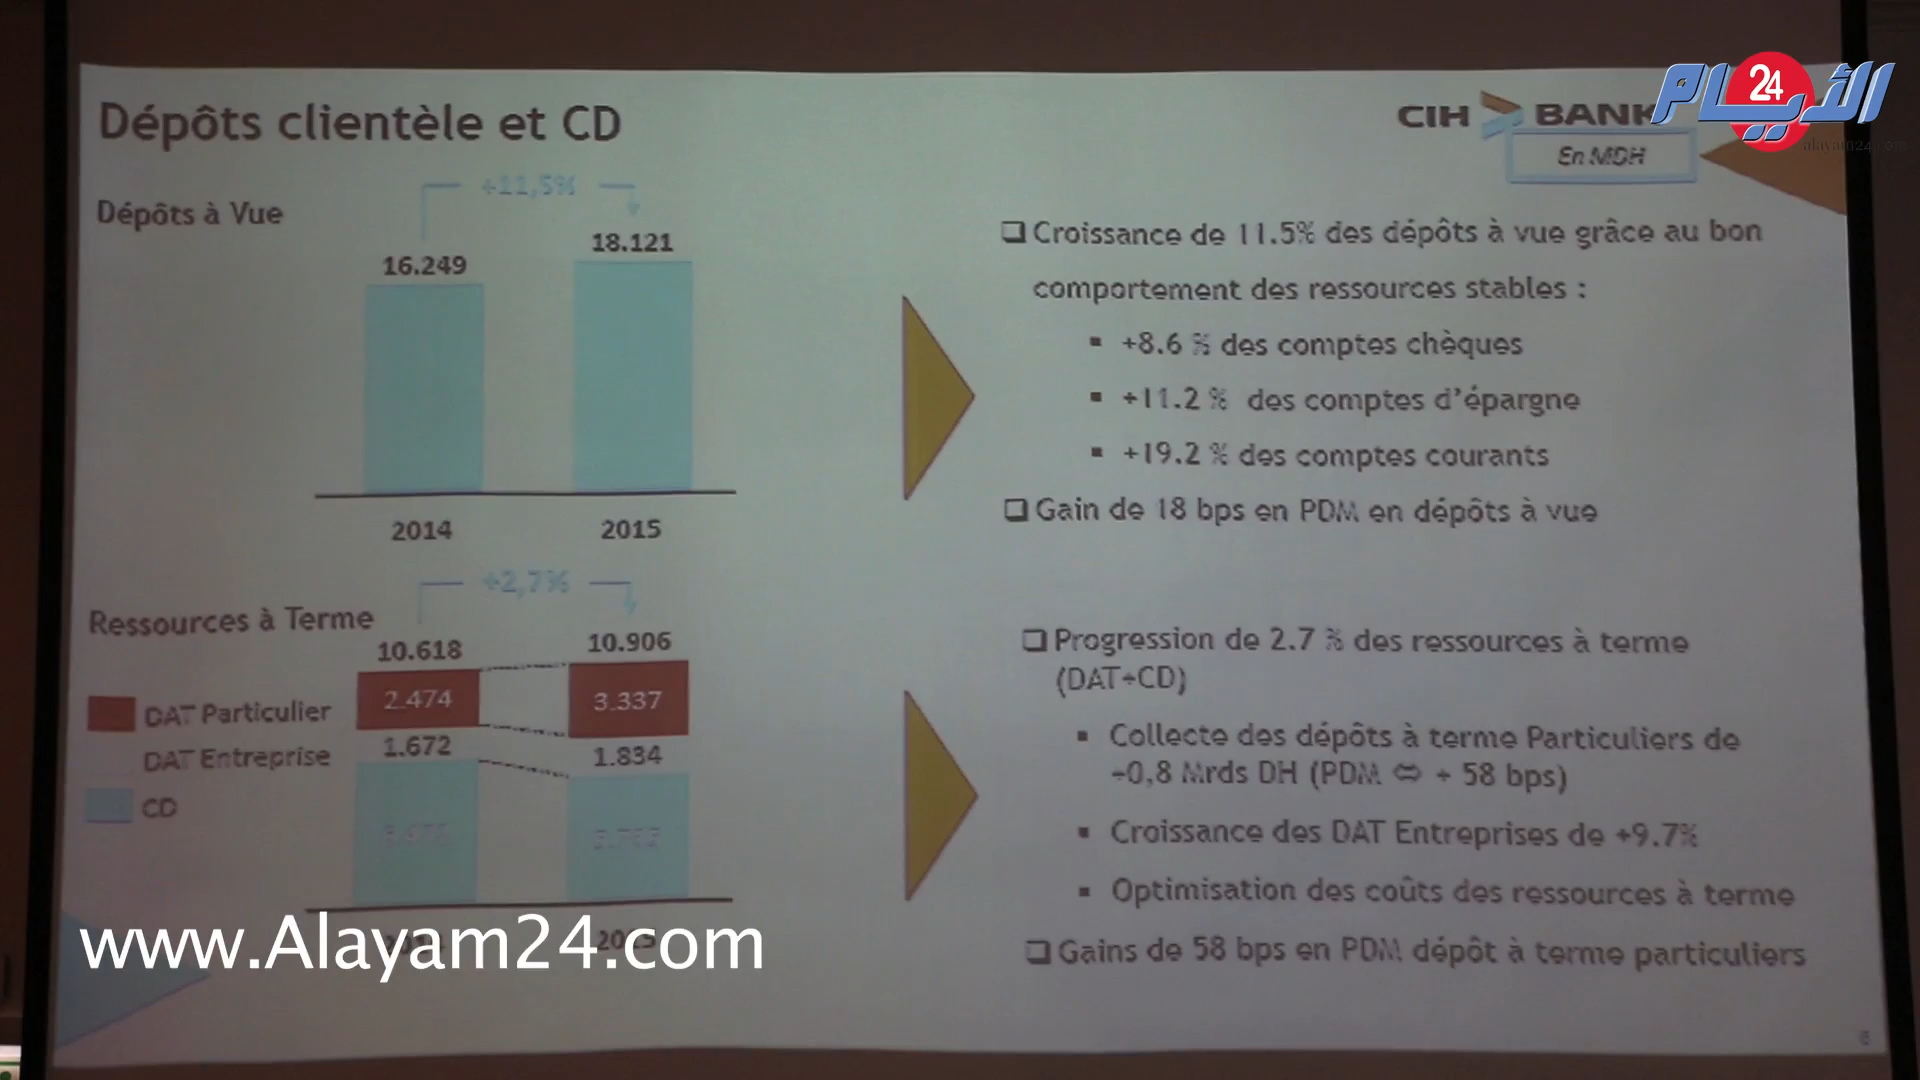 Dépôts clientèle et CD
CIH BANK
الأيام 24
alayam24.com
En MDH
Dépôts à Vue
+11,5%
16.249
18.121
2014
2015
Croissance de 11.5% des dépôts à vue grâce au bon
comportement des ressources stables :
+8.6 % des comptes chèques
+11.2 % des comptes d'épargne
+19.2 % des comptes courants
Gain de 18 bps en PDM en dépôts à vue
Ressources à Terme
+2,7%
10.618
10.906
DAT Particulier
2.474
3.337
DAT Entreprise
1.672
1.834
CD
2015
Progression de 2.7 % des ressources à terme
(DAT+CD)
Collecte des dépôts à terme Particuliers de
+0,8 Mrds DH (PDM ⇔ + 58 bps)
Croissance des DAT Entreprises de +9.7%
Optimisation des coûts des ressources à terme
Gains de 58 bps en PDM dépôt à terme particuliers
www.Alayam24.com